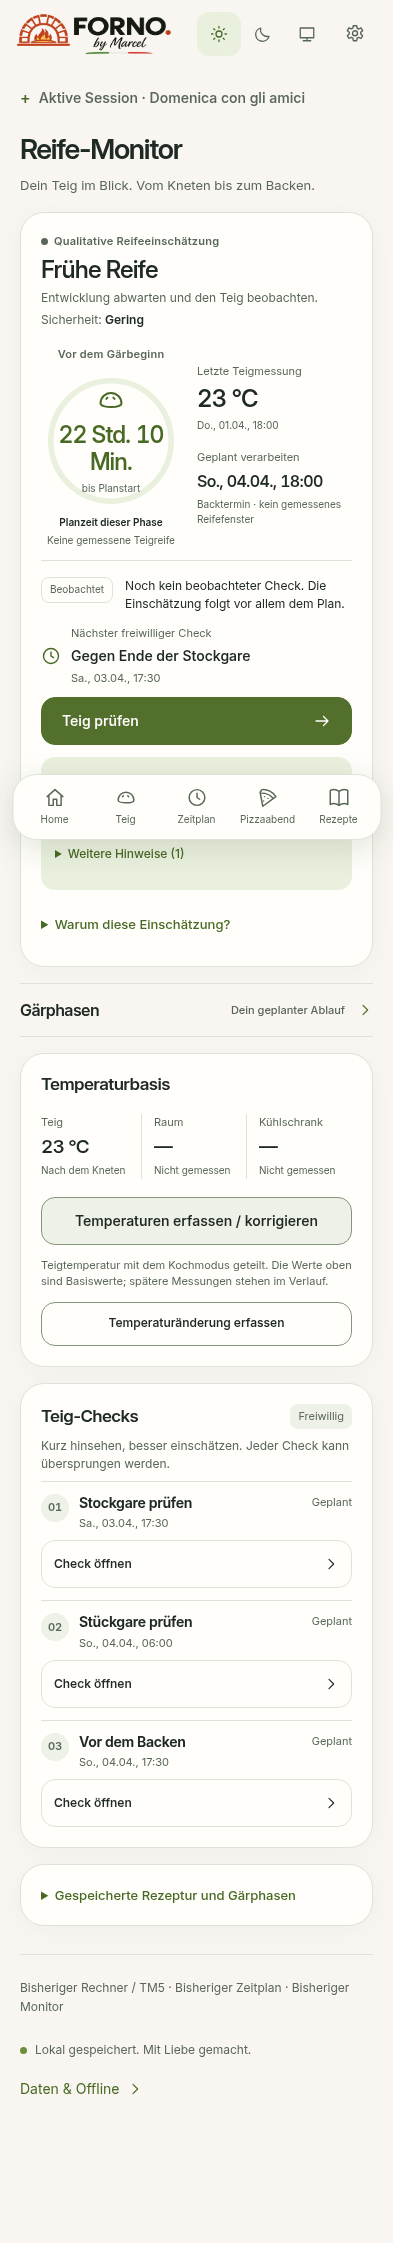 FORNO.
by Marcel
+ Aktive Session · Domenica con gli amici
Reife-Monitor
Dein Teig im Blick. Vom Kneten bis zum Backen.
Qualitative Reifeeinschätzung
Frühe Reife
Entwicklung abwarten und den Teig beobachten.
Sicherheit: Gering
Vor dem Gärbeginn
22 Std. 10
Min.
bis Planstart
Planzeit dieser Phase
Keine gemessene Teigreife
Letzte Teigmessung
23 °C
Do., 01.04., 18:00
Geplant verarbeiten
So., 04.04., 18:00
Backtermin · kein gemessenes
Reifefenster
Beobachtet
Noch kein beobachteter Check. Die
Einschätzung folgt vor allem dem Plan.
Nächster freiwilliger Check
Gegen Ende der Stockgare
Sa., 03.04., 17:30
Teig prüfen
Home
Teig
Zeitplan
Pizzaabend
Rezepte
Weitere Hinweise (1)
Warum diese Einschätzung?
Gärphasen
Dein geplanter Ablauf
Temperaturbasis
Teig
23 °C
Nach dem Kneten
Raum
—
Nicht gemessen
Kühlschrank
—
Nicht gemessen
Temperaturen erfassen / korrigieren
Teigtemperatur mit dem Kochmodus geteilt. Die Werte oben
sind Basiswerte; spätere Messungen stehen im Verlauf.
Temperaturänderung erfassen
Teig-Checks
Freiwillig
Kurz hinsehen, besser einschätzen. Jeder Check kann
übersprungen werden.
01
Stockgare prüfen
Geplant
Sa., 03.04., 17:30
Check öffnen
02
Stückgare prüfen
Geplant
So., 04.04., 06:00
Check öffnen
03
Vor dem Backen
Geplant
So., 04.04., 17:30
Check öffnen
Gespeicherte Rezeptur und Gärphasen
Bisheriger Rechner / TM5 · Bisheriger Zeitplan · Bisheriger
Monitor
Lokal gespeichert. Mit Liebe gemacht.
Daten & Offline